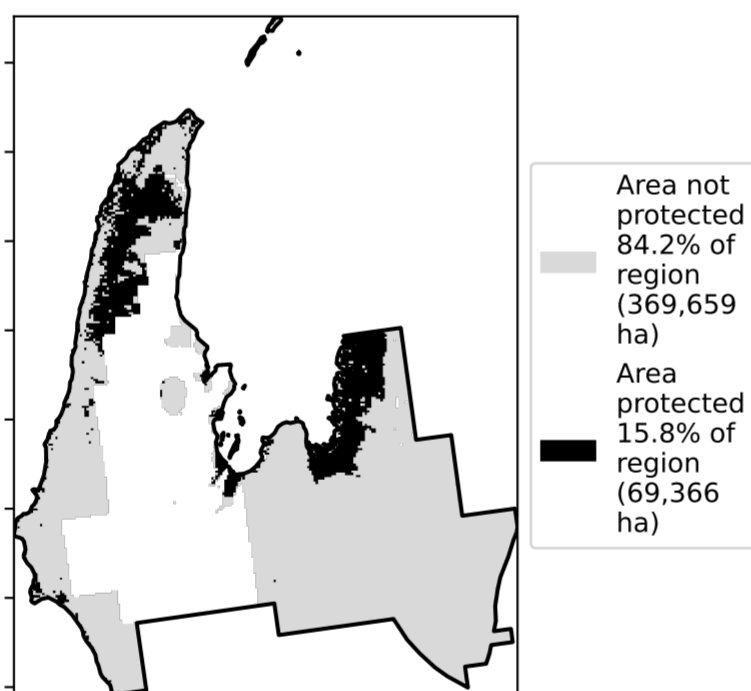 Area not
protected
84.2% of
region
(369,659
ha)
Area
protected
15.8% of
region
(69,366
ha)